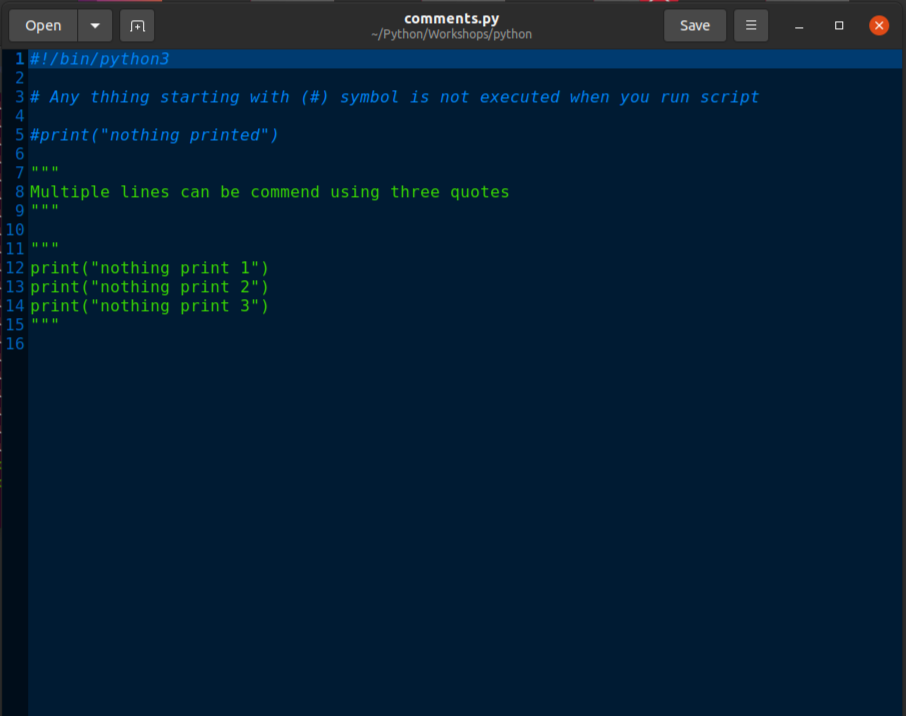 Open
comments.py
~/Python/Workshops/python
Save
1 #!/bin/python3
2
3 # Any thhing starting with (#) symbol is not executed when you run script
4
5 #print("nothing printed")
6
7 """
8 Multiple lines can be commend using three quotes
9 """
10
11 """
12 print("nothing print 1")
13 print("nothing print 2")
14 print("nothing print 3")
15 """
16